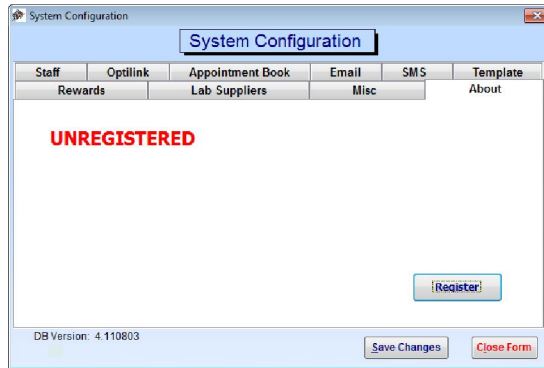 System Configuration
System Configuration
Staff Optilink Appointment Book Email SMS Template
Rewards Lab Suppliers Misc About
UNREGISTERED
Register
DB Version: 4.110803
Save Changes Close Form